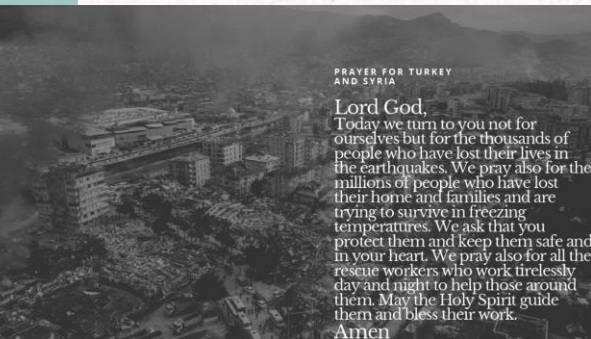 PRAYER FOR TURKEY
AND SYRIA
Lord God,
Today we turn to you not for
ourselves but for the thousands of
people who have lost their lives in
the earthquakes. We pray also for the
millions of people who have lost
their home and families and are
trying to survive in freezing
temperatures. We ask that you
protect them and keep them safe and
in your heart. We pray also for all the
rescue workers who work tirelessly
day and night to help those around
them. May the Holy Spirit guide
them and bless their work.
Amen